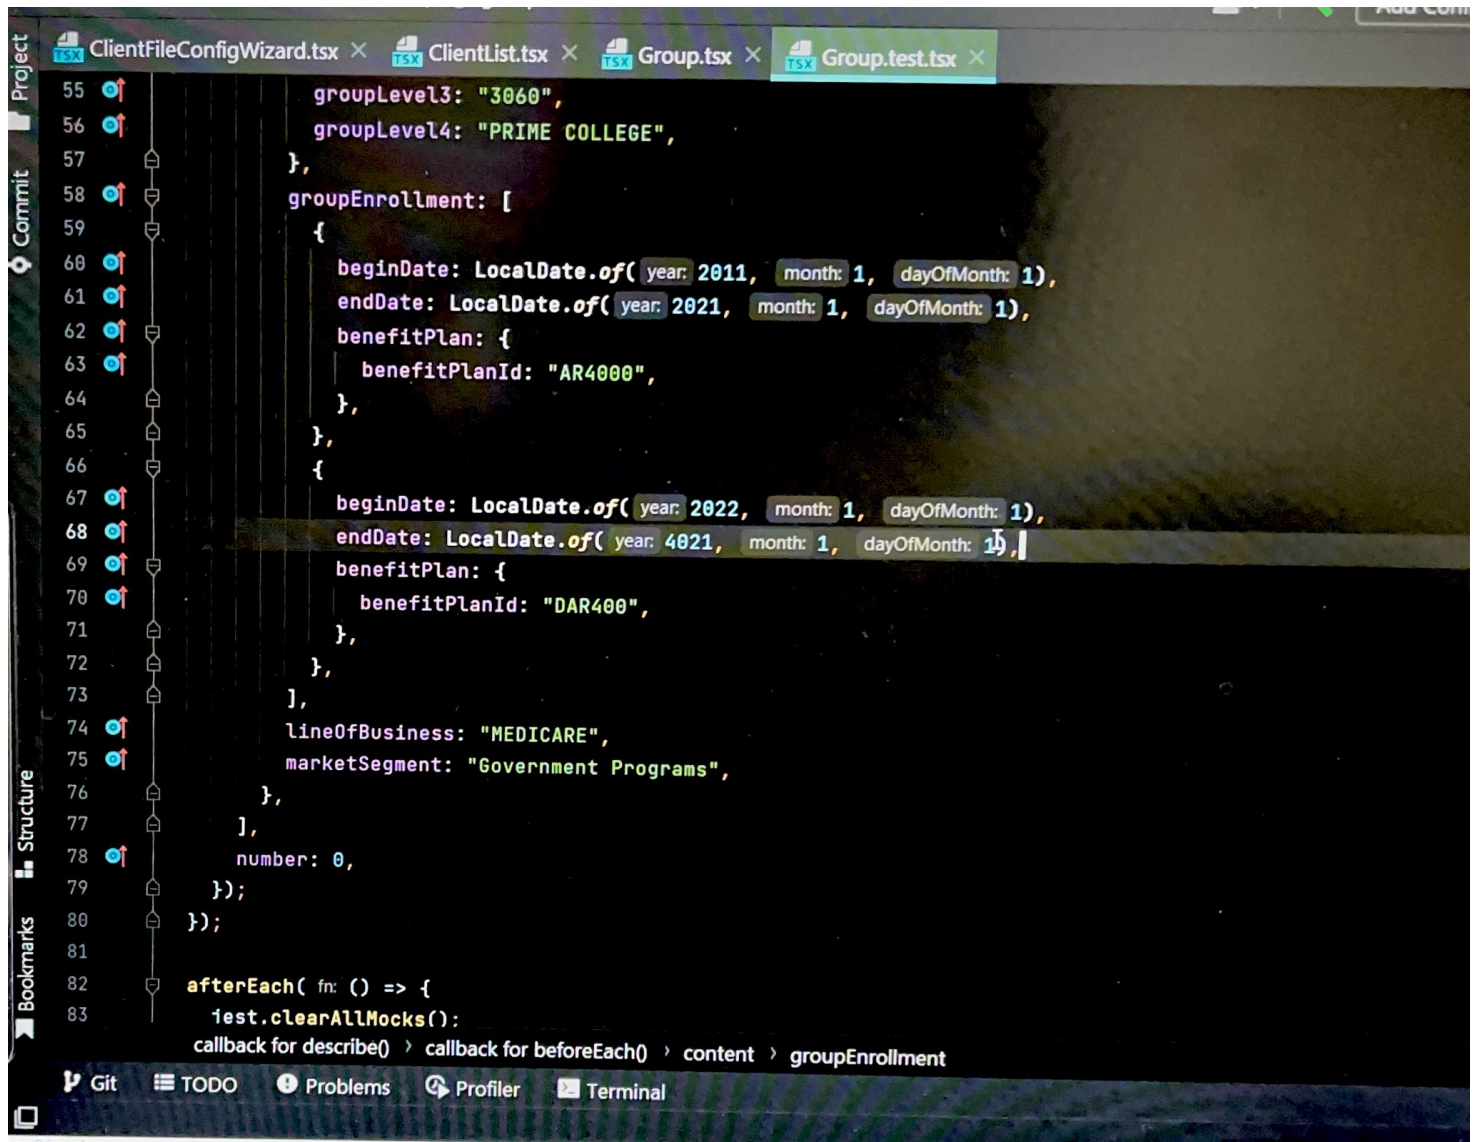 Project
Commit
Structure
Bookmarks
TSX ClientFileConfigWizard.tsx × TSX ClientList.tsx × TSX Group.tsx × TSX Group.test.tsx ×
55 groupLevel3: "3060",
56 groupLevel4: "PRIME COLLEGE",
57 },
58 groupEnrollment: [
59 {
60 beginDate: LocalDate.of( year: 2011, month: 1, dayOfMonth: 1),
61 endDate: LocalDate.of( year: 2021, month: 1, dayOfMonth: 1),
62 benefitPlan: {
63 benefitPlanId: "AR4000",
64 },
65 },
66 {
67 beginDate: LocalDate.of( year: 2022, month: 1, dayOfMonth: 1),
68 endDate: LocalDate.of( year: 4021, month: 1, dayOfMonth: 1),
69 benefitPlan: {
70 benefitPlanId: "DAR400",
71 },
72 },
73 ],
74 lineOfBusiness: "MEDICARE",
75 marketSegment: "Government Programs",
76 },
77 ],
78 number: 0,
79 });
80 });
81
82 afterEach( fn: () => {
83 jest.clearAllMocks();
callback for describe() > callback for beforeEach() > content > groupEnrollment
Git TODO Problems Profiler Terminal